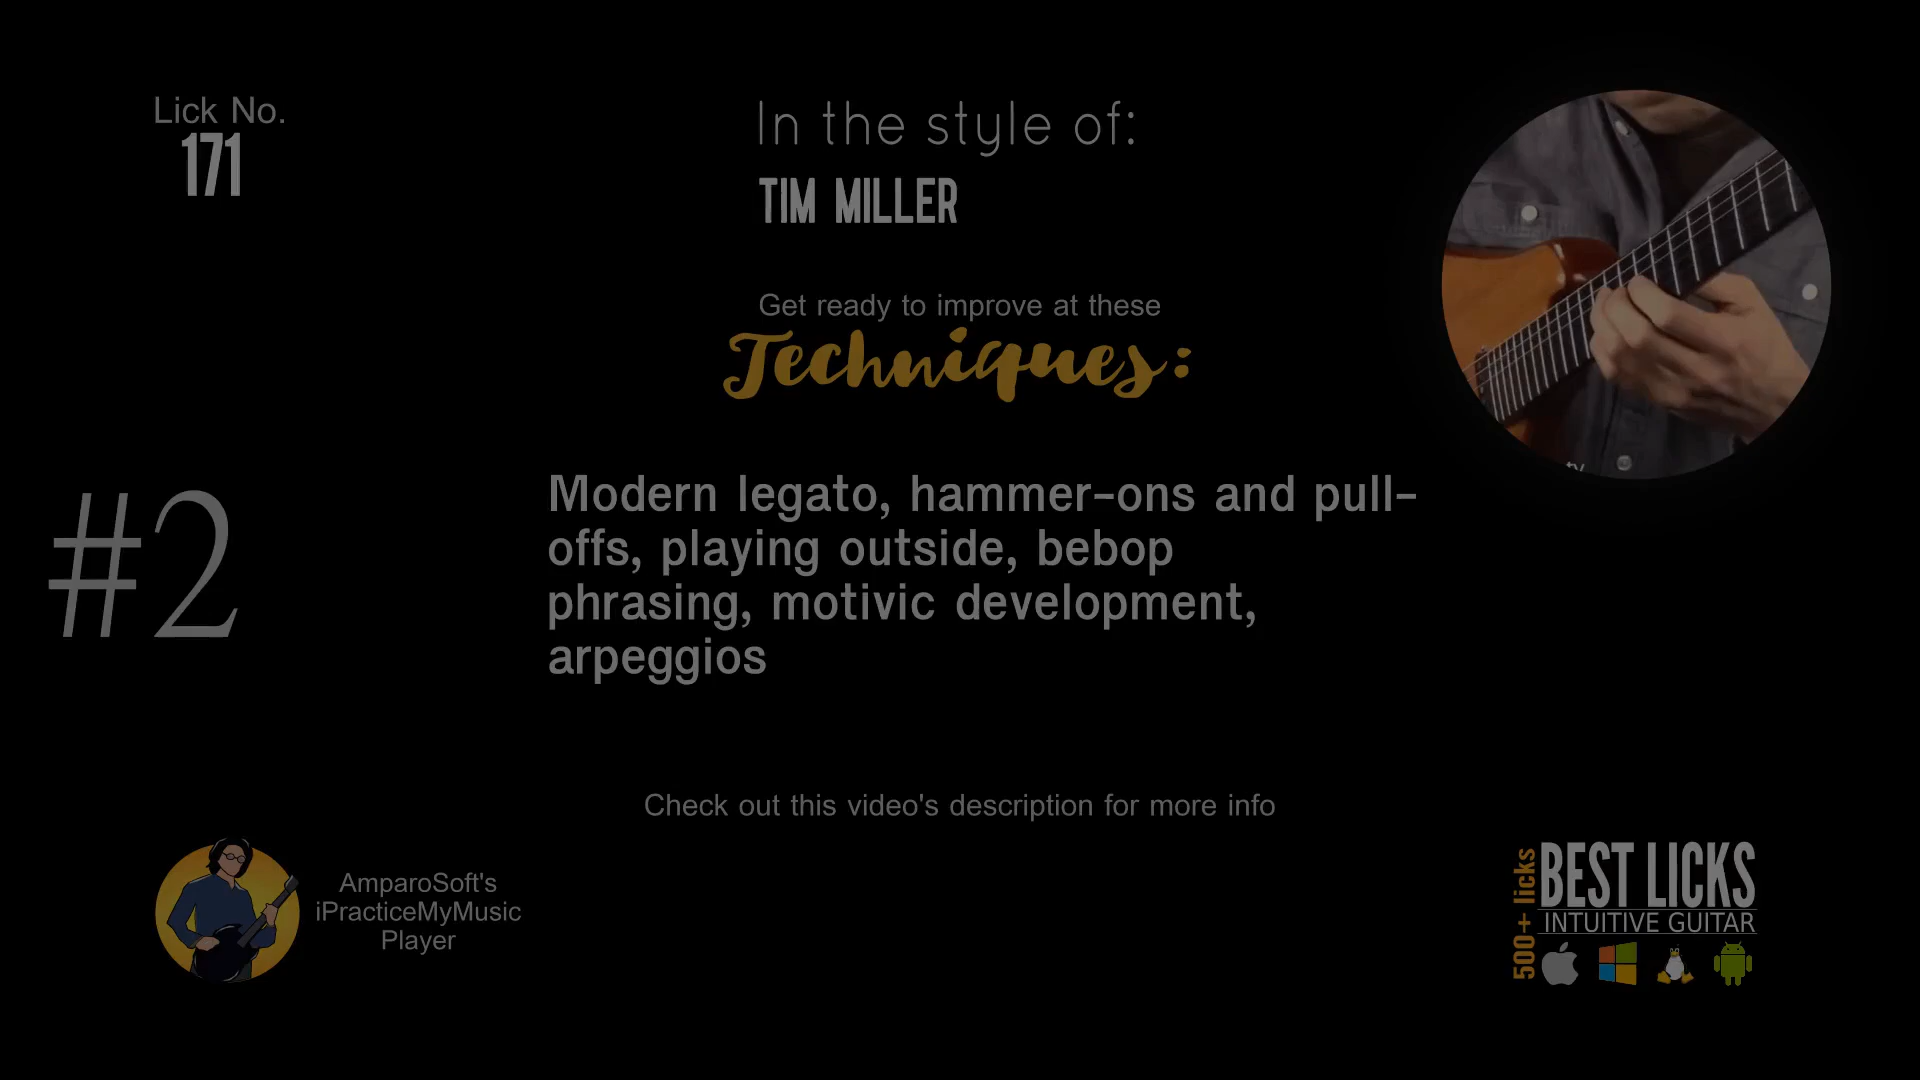 Lick No.
171
In the style of:
TIM MILLER
Get ready to improve at these
Techniques:
#2
Modern legato, hammer-ons and pull-
offs, playing outside, bebop
phrasing, motivic development,
arpeggios
Check out this video's description for more info
AmparoSoft's
iPracticeMyMusic
Player
500+ licks
BEST LICKS
INTUITIVE GUITAR